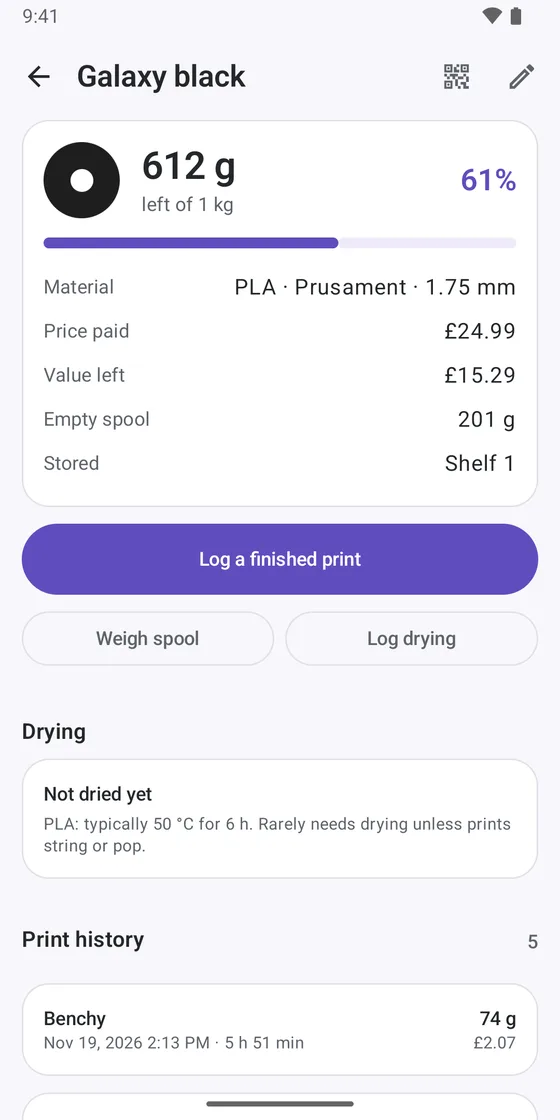 9:41
Galaxy black
612 g
left of 1 kg
61%
Material PLA · Prusament · 1.75 mm
Price paid £24.99
Value left £15.29
Empty spool 201 g
Stored Shelf 1
Log a finished print
Weigh spool Log drying
Drying
Not dried yet
PLA: typically 50 °C for 6 h. Rarely needs drying unless prints
string or pop.
Print history 5
Benchy 74 g
Nov 19, 2026 2:13 PM · 5 h 51 min £2.07